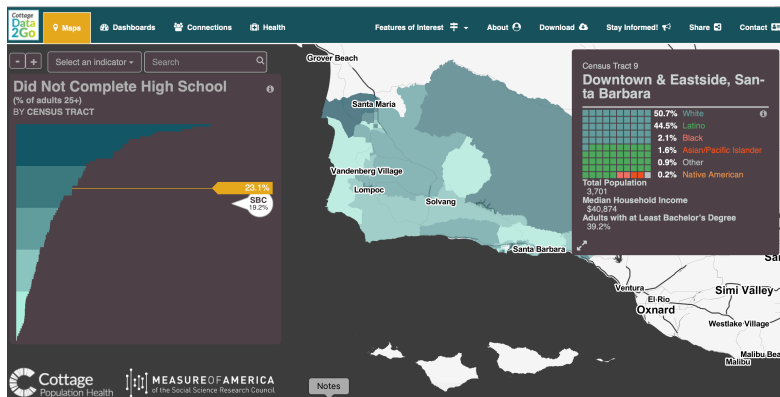 Cottage
Data
2Go
Maps
Dashboards
Connections
Health
Features of Interest
About
Download
Stay Informed!
Share
Contact
- +
Select an indicator
Search
Did Not Complete High School
(% of adults 25+)
BY CENSUS TRACT
23.1%
SBC
19.2%
Grover Beach
Santa Maria
Vandenberg Village
Lompoc
Solvang
Santa Barbara
Census Tract 9
Downtown & Eastside, San-
ta Barbara
50.7% White
44.5% Latino
2.1% Black
1.6% Asian/Pacific Islander
0.9% Other
0.2% Native American
Total Population
3,701
Median Household Income
$40,874
Adults with at Least Bachelor's Degree
39.2%
Ventura
El Rio
Oxnard
Simi Valley
Westlake Village
Malibu Bea
Malibu
Cottage
Population Health
MEASURE OF AMERICA
of the Social Science Research Council
Notes